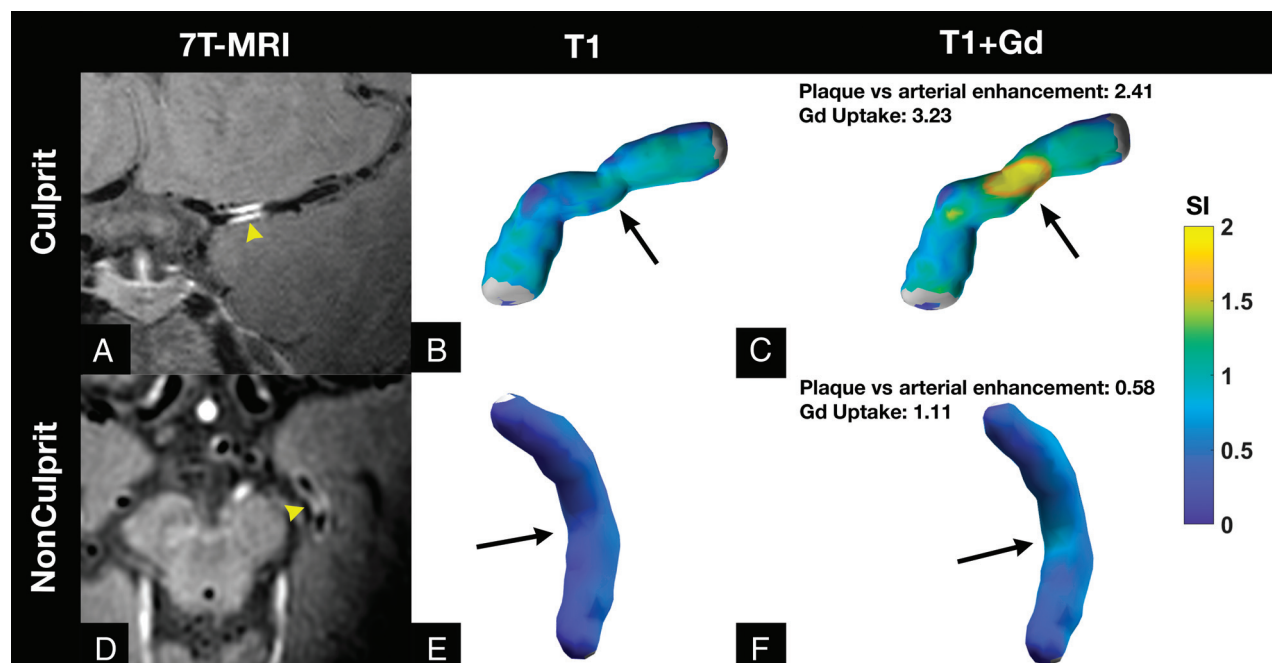 7T-MRI
T1
T1+Gd
Culprit
Plaque vs arterial enhancement: 2.41
Gd Uptake: 3.23
SI
2
1.5
1
0.5
0
A
B
C
NonCulprit
Plaque vs arterial enhancement: 0.58
Gd Uptake: 1.11
D
E
F